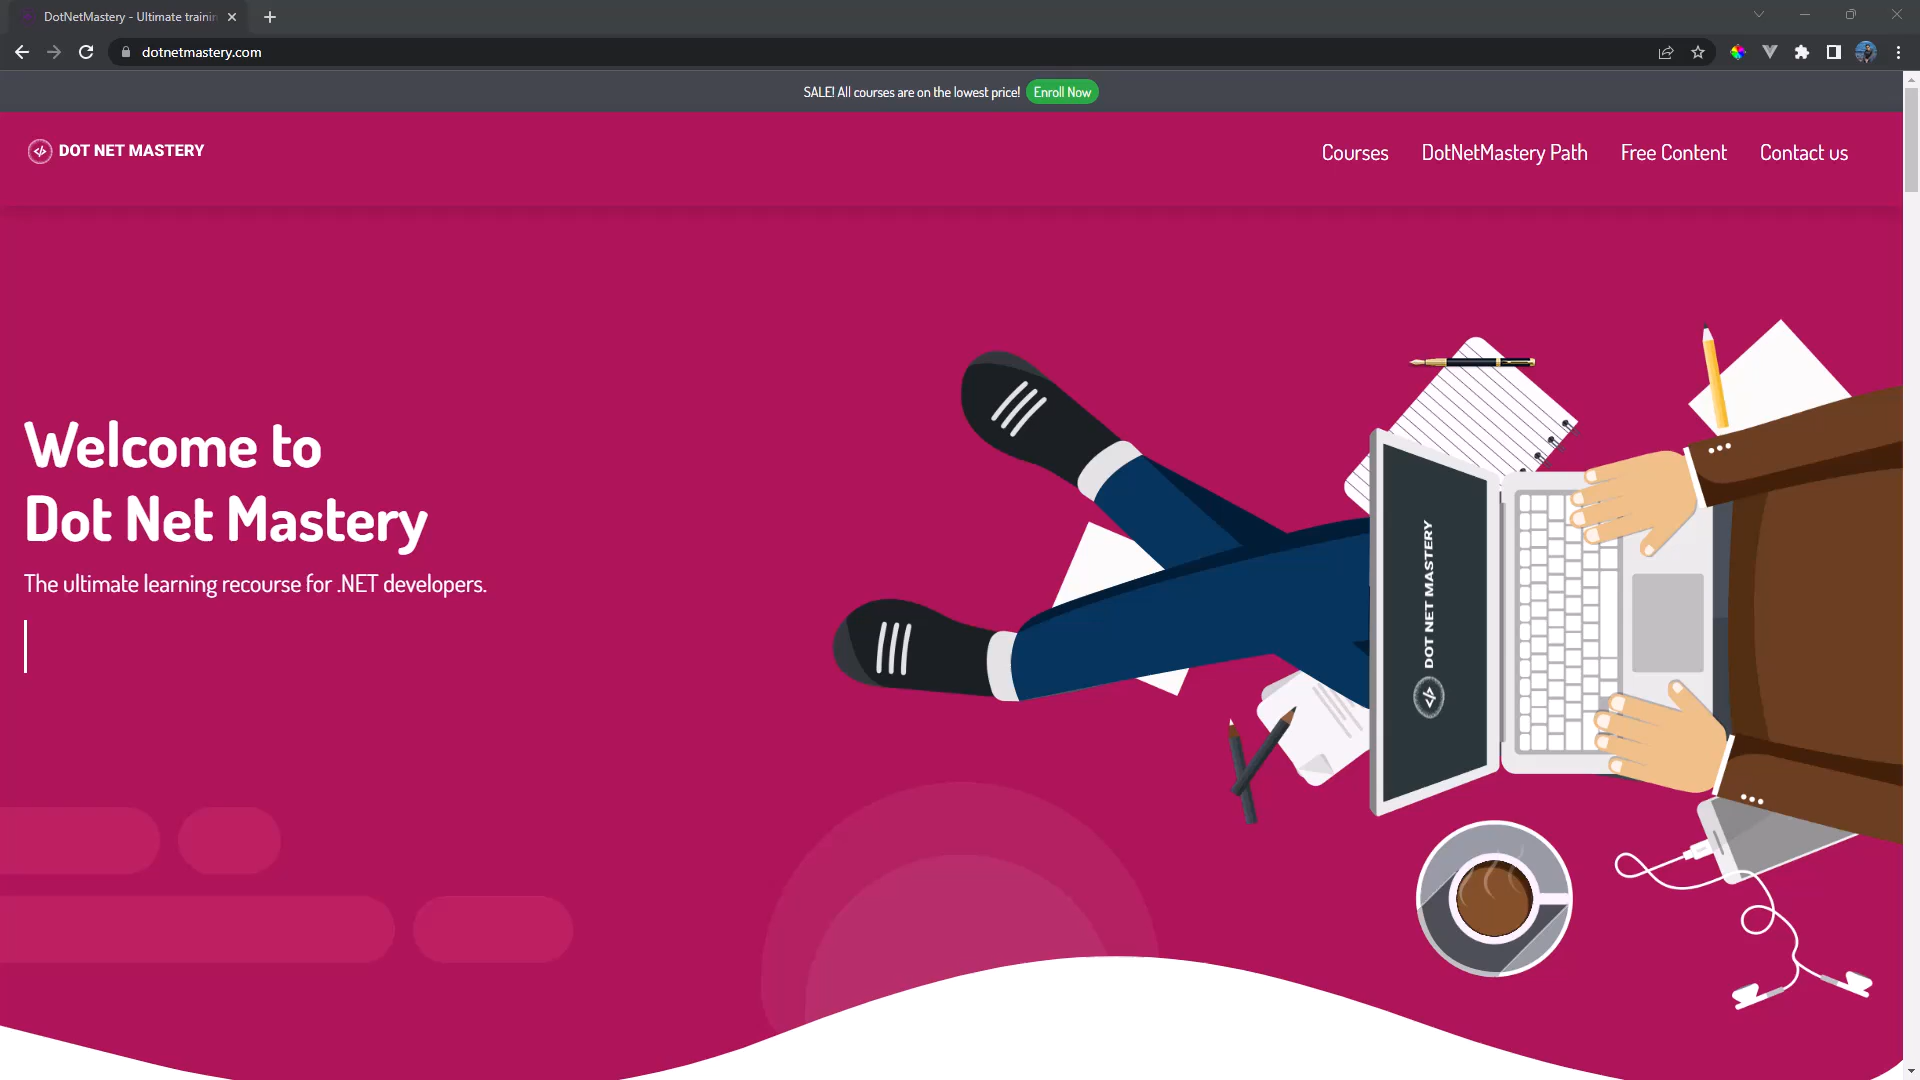 DotNetMastery - Ultimate trainin
dotnetmastery.com
SALE! All courses are on the lowest price! Enroll Now
DOT NET MASTERY
Courses DotNetMastery Path Free Content Contact us
Welcome to
Dot Net Mastery
The ultimate learning recourse for .NET developers.
DOT NET MASTERY